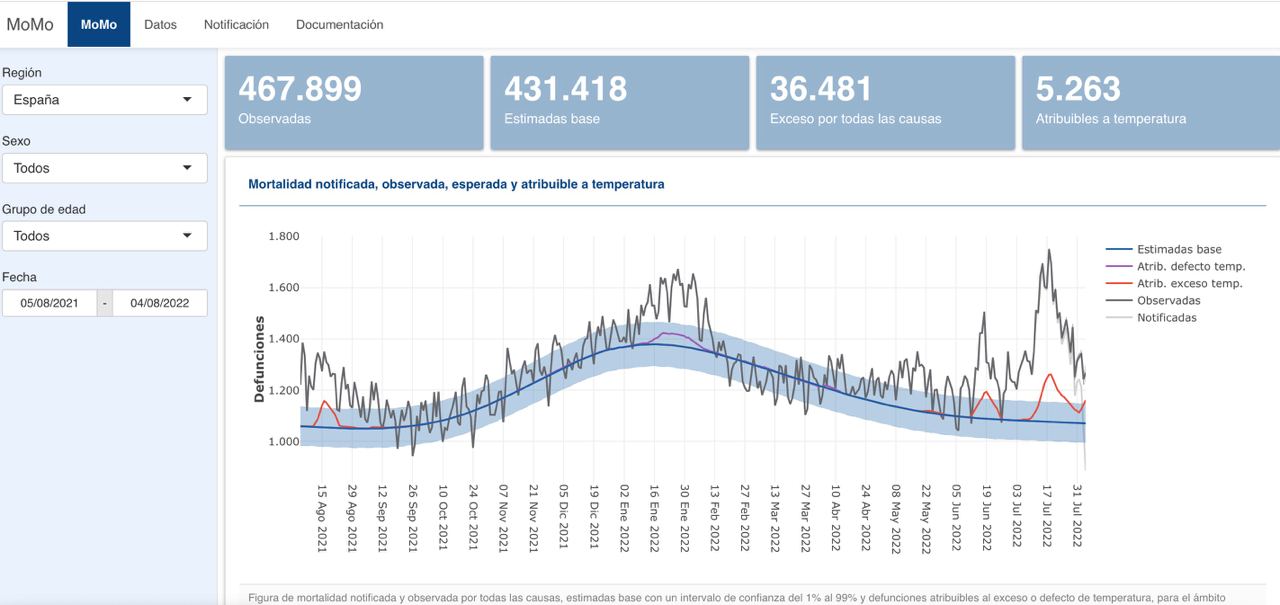 MoMo MoMo Datos Notificación Documentación
Región
España
Sexo
Todos
Grupo de edad
Todos
Fecha
05/08/2021 - 04/08/2022
467.899 431.418 36.481 5.263
Observadas Estimadas base Exceso por todas las causas Atribuibles a temperatura
Mortalidad notificada, observada, esperada y atribuible a temperatura
Defunciones
1.800
1.600
1.400
1.200
1.000
15 Ago 2021
29 Ago 2021
12 Sep 2021
26 Sep 2021
10 Oct 2021
24 Oct 2021
07 Nov 2021
21 Nov 2021
05 Dic 2021
19 Dic 2021
02 Ene 2022
16 Ene 2022
30 Ene 2022
13 Feb 2022
27 Feb 2022
13 Mar 2022
27 Mar 2022
10 Abr 2022
24 Abr 2022
08 May 2022
22 May 2022
05 Jun 2022
19 Jun 2022
03 Jul 2022
17 Jul 2022
31 Jul 2022
Estimadas base
Atrib. defecto temp.
Atrib. exceso temp.
Observadas
Notificadas
Figura de mortalidad notificada y observada por todas las causas, estimadas base con un intervalo de confianza del 1% al 99% y defunciones atribuibles al exceso o defecto de temperatura, para el ámbito